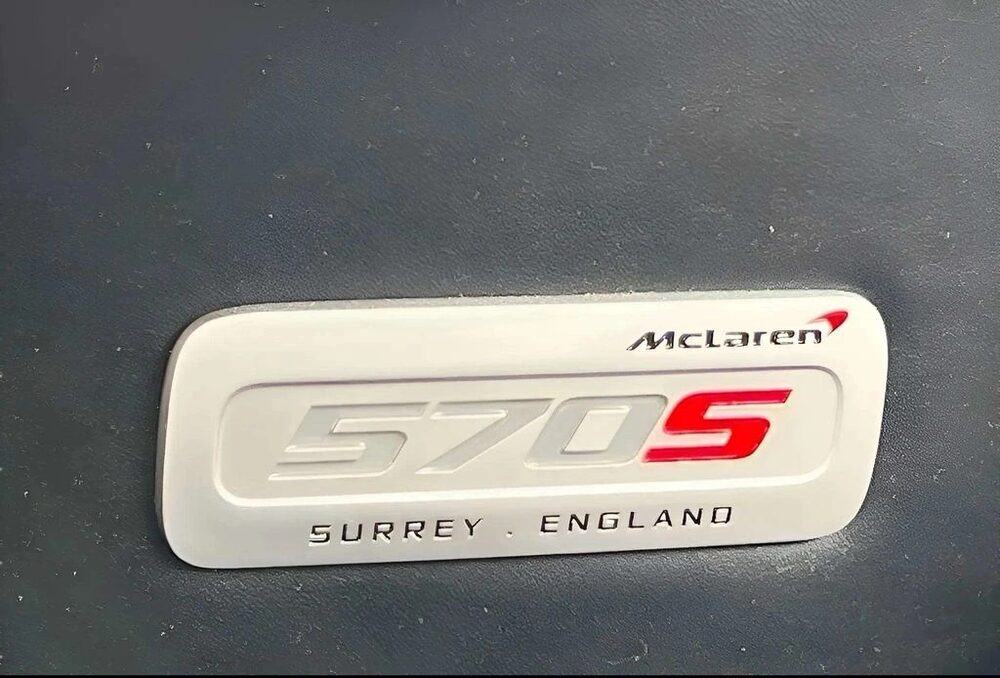 McLaren
570S
SURREY . ENGLAND